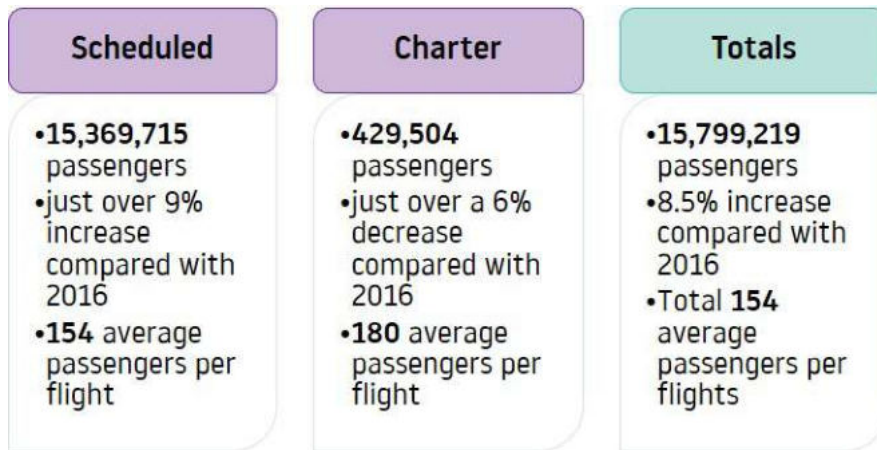 Scheduled
•15,369,715
passengers
•just over 9%
increase
compared with
2016
•154 average
passengers per
flight
Charter
•429,504
passengers
•just over a 6%
decrease
compared with
2016
•180 average
passengers per
flight
Totals
•15,799,219
passengers
•8.5% increase
compared with
2016
•Total 154
average
passengers per
flights